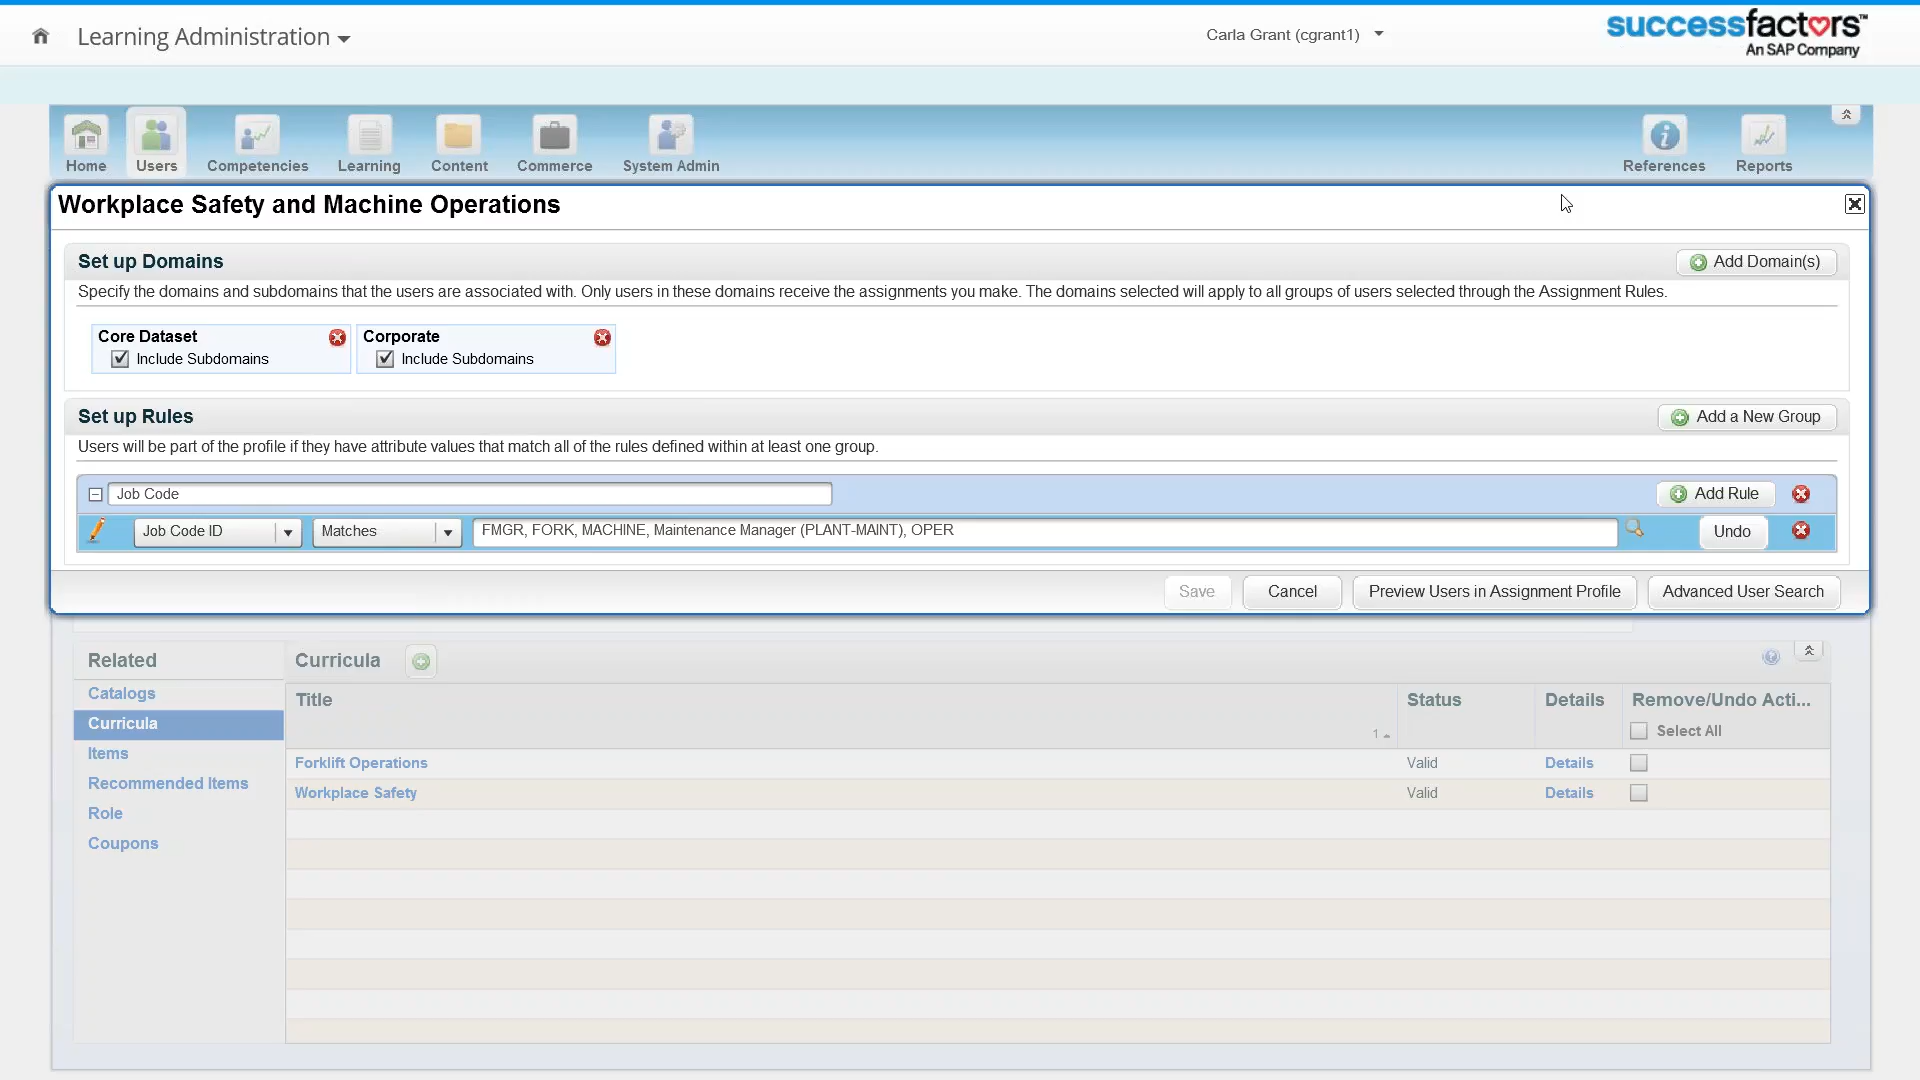 Learning Administration
Carla Grant (cgrant1)
successfactors™
An SAP Company
Home
Users
Competencies
Learning
Content
Commerce
System Admin
References
Reports
Workplace Safety and Machine Operations
Set up Domains
Add Domain(s)
Specify the domains and subdomains that the users are associated with. Only users in these domains receive the assignments you make. The domains selected will apply to all groups of users selected through the Assignment Rules.
Core Dataset
Include Subdomains
Corporate
Include Subdomains
Set up Rules
Add a New Group
Users will be part of the profile if they have attribute values that match all of the rules defined within at least one group.
Job Code
Add Rule
Job Code ID
Matches
FMGR, FORK, MACHINE, Maintenance Manager (PLANT-MAINT), OPER
Undo
Save
Cancel
Preview Users in Assignment Profile
Advanced User Search
Related
Catalogs
Curricula
Items
Recommended Items
Role
Coupons
Curricula
Title
1
Status
Details
Remove/Undo Acti...
Select All
Forklift Operations
Valid
Details
Workplace Safety
Valid
Details